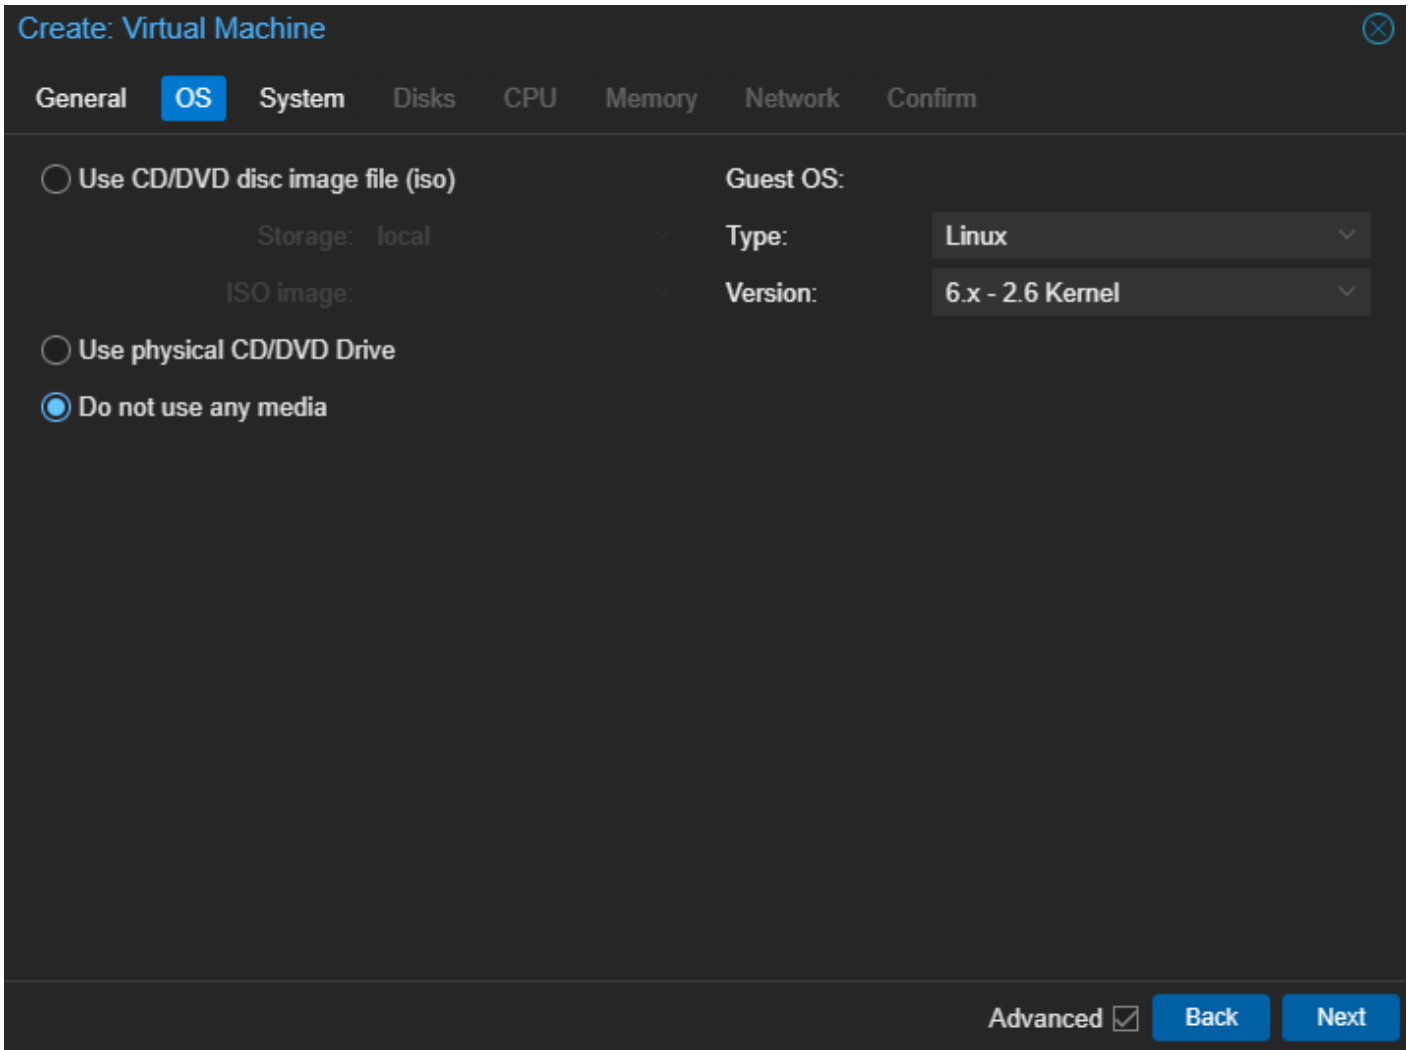 Create: Virtual Machine
General OS System Disks CPU Memory Network Confirm
Use CD/DVD disc image file (iso)
Storage: local
ISO image:
Use physical CD/DVD Drive
Do not use any media
Guest OS:
Type: Linux
Version: 6.x - 2.6 Kernel
Advanced Back Next